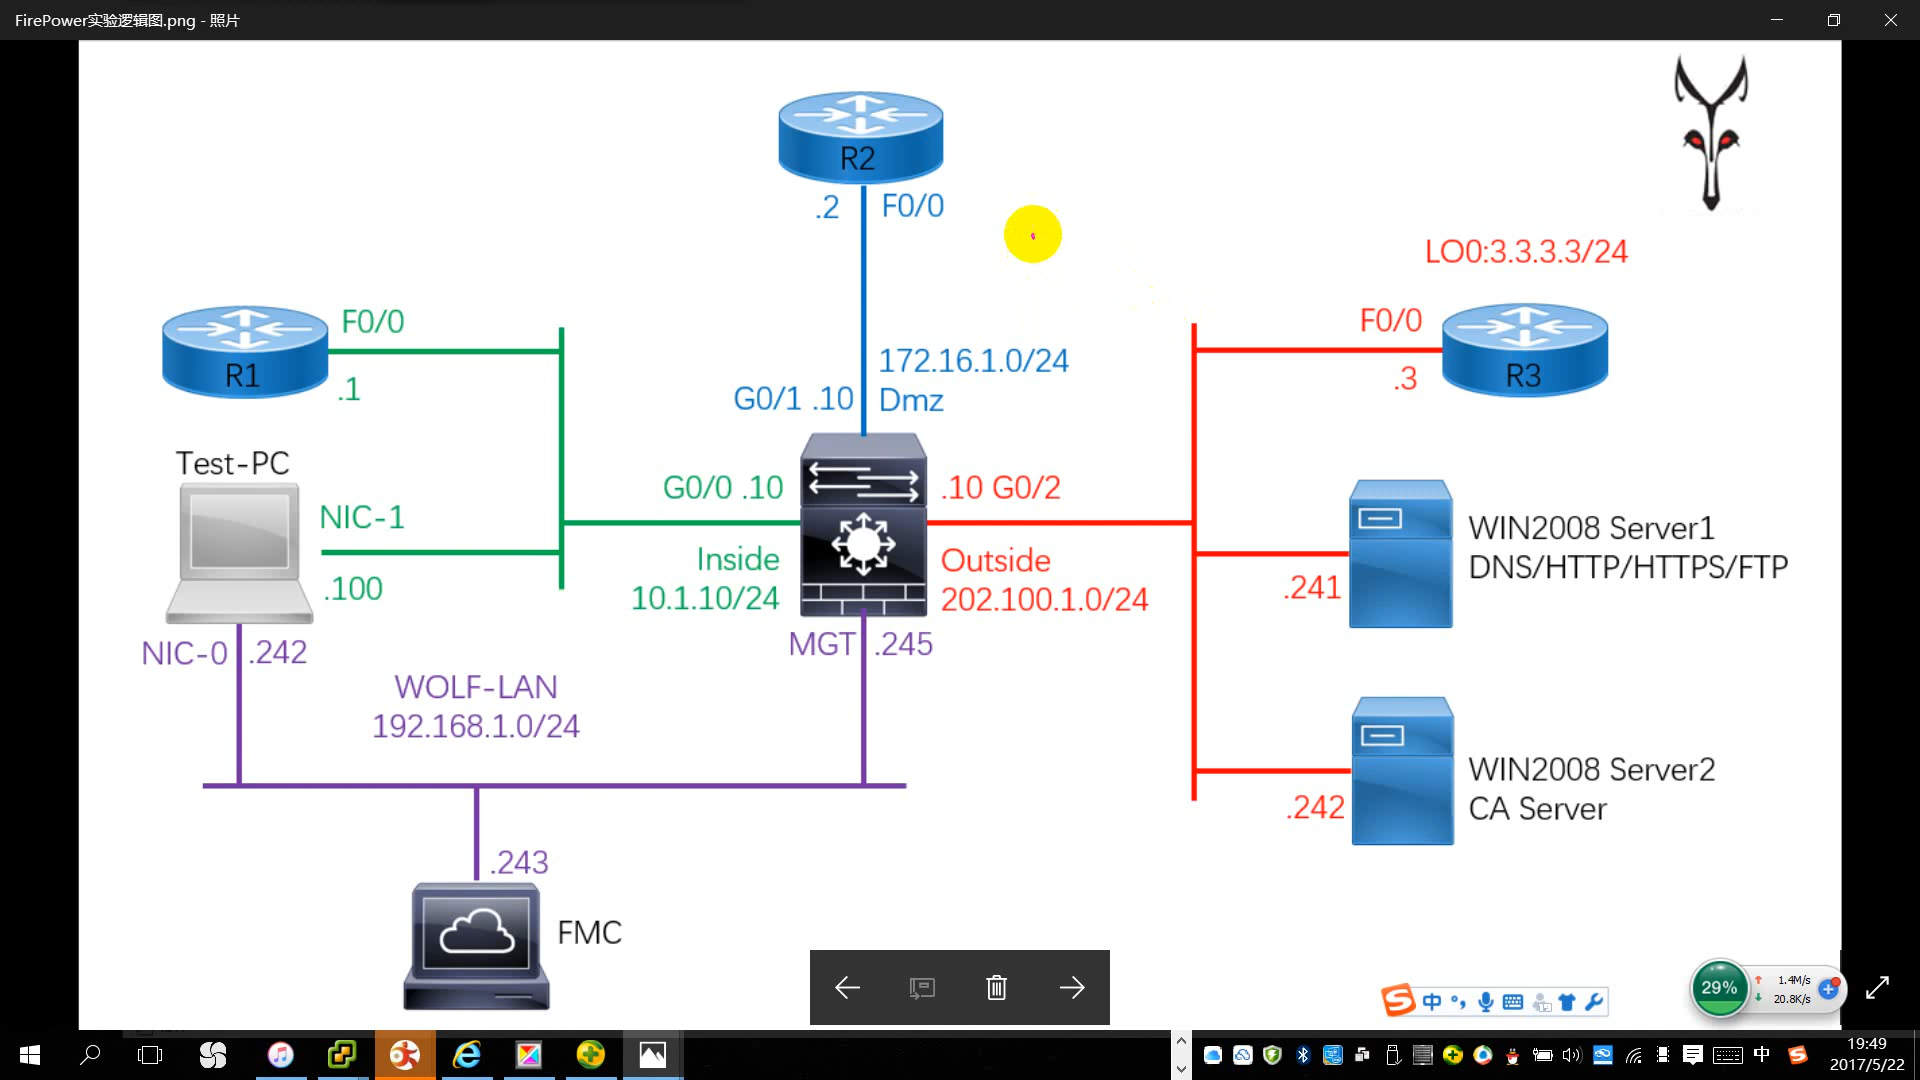 FirePower实验逻辑图.png - 照片
R2
.2
F0/0
LO0:3.3.3.3/24
F0/0
R1
.1
F0/0
.3
R3
172.16.1.0/24
G0/1 .10
Dmz
Test-PC
NIC-1
.100
G0/0 .10
.10 G0/2
Inside
10.1.10/24
Outside
202.100.1.0/24
WIN2008 Server1
DNS/HTTP/HTTPS/FTP
.241
NIC-0
.242
MGT
.245
WOLF-LAN
192.168.1.0/24
WIN2008 Server2
CA Server
.242
.243
FMC
中
29%
1.4M/s
20.8K/s
中
19:49
2017/5/22